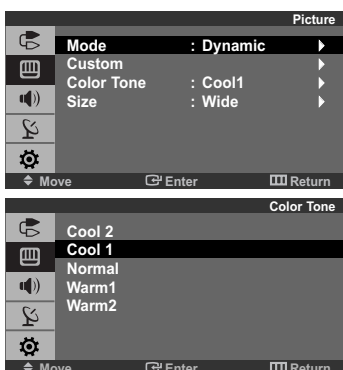 Picture
Mode : Dynamic
Custom
Color Tone : Cool1
Size : Wide
Move Enter Return
Color Tone
Cool 2
Cool 1
Normal
Warm1
Warm2
Move Enter Return